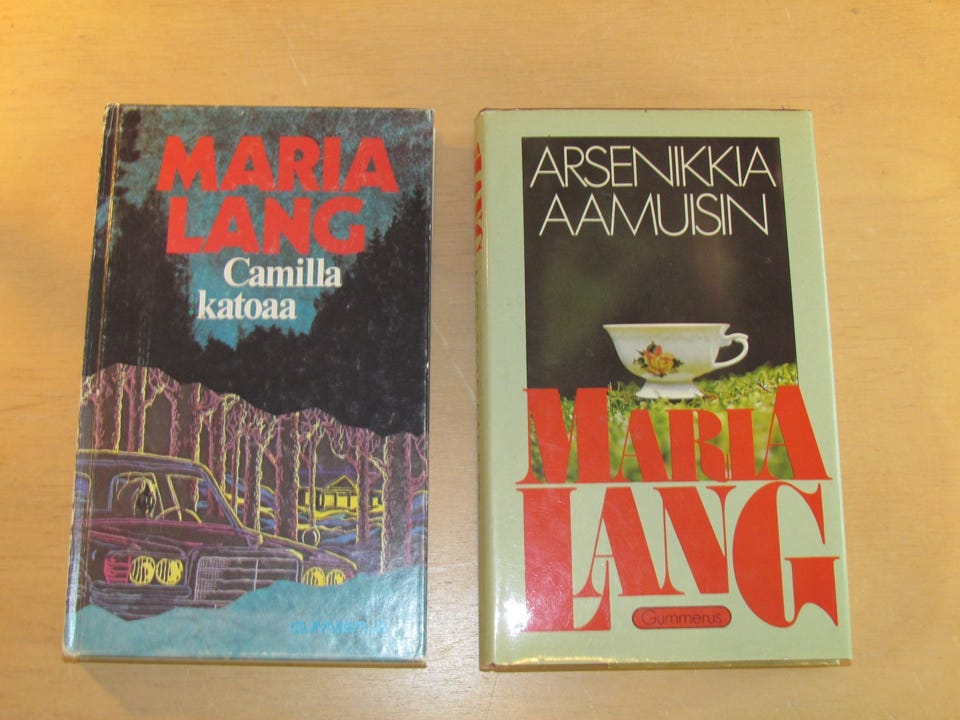 MARIA
LANG
Camilla
katoaa
ARSENIKKIA
AAMUISIN
MARIA
LANG
Gummerus